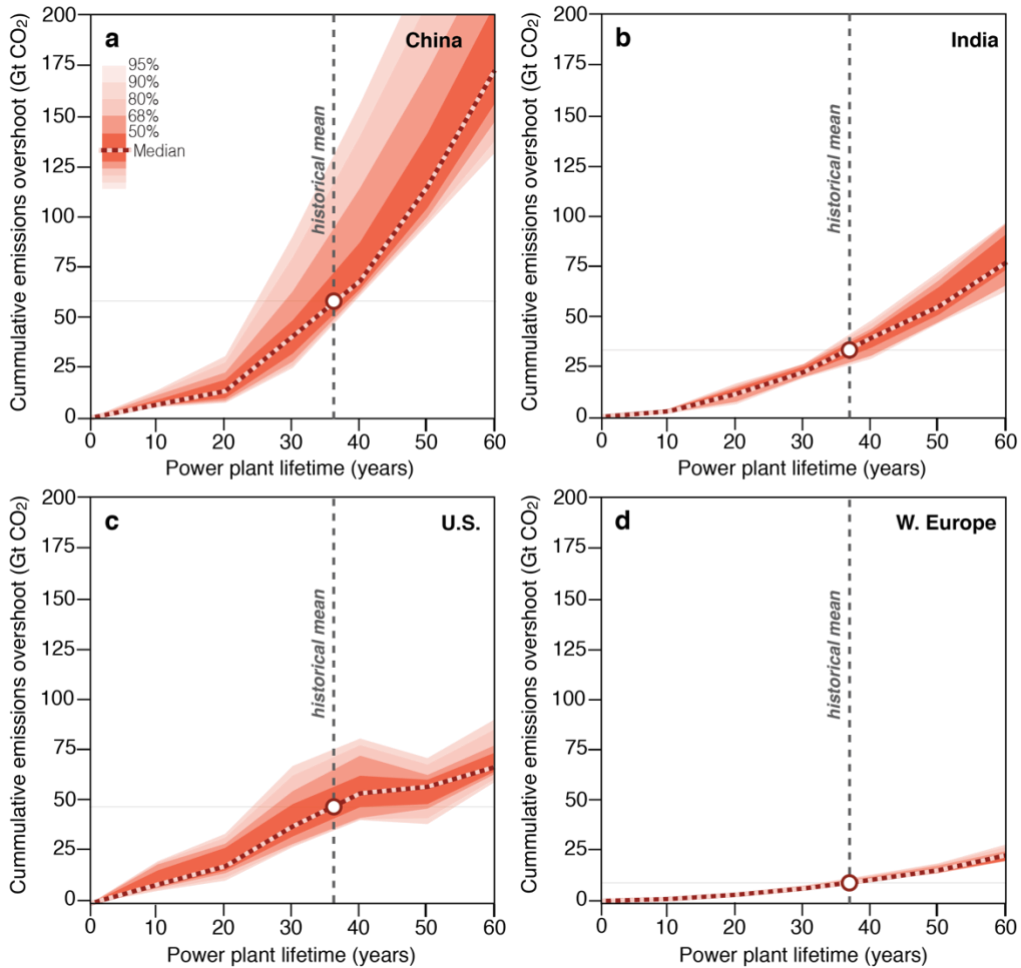 a
China
Cummulative emissions overshoot (Gt CO2)
200
175
150
125
100
75
50
25
0
95%
90%
80%
68%
50%
Median
historical mean
0 10 20 30 40 50 60
Power plant lifetime (years)
b
India
Cummulative emissions overshoot (Gt CO2)
200
175
150
125
100
75
50
25
0
historical mean
0 10 20 30 40 50 60
Power plant lifetime (years)
c
U.S.
Cummulative emissions overshoot (Gt CO2)
200
175
150
125
100
75
50
25
0
historical mean
0 10 20 30 40 50 60
Power plant lifetime (years)
d
W. Europe
Cummulative emissions overshoot (Gt CO2)
200
175
150
125
100
75
50
25
0
historical mean
0 10 20 30 40 50 60
Power plant lifetime (years)